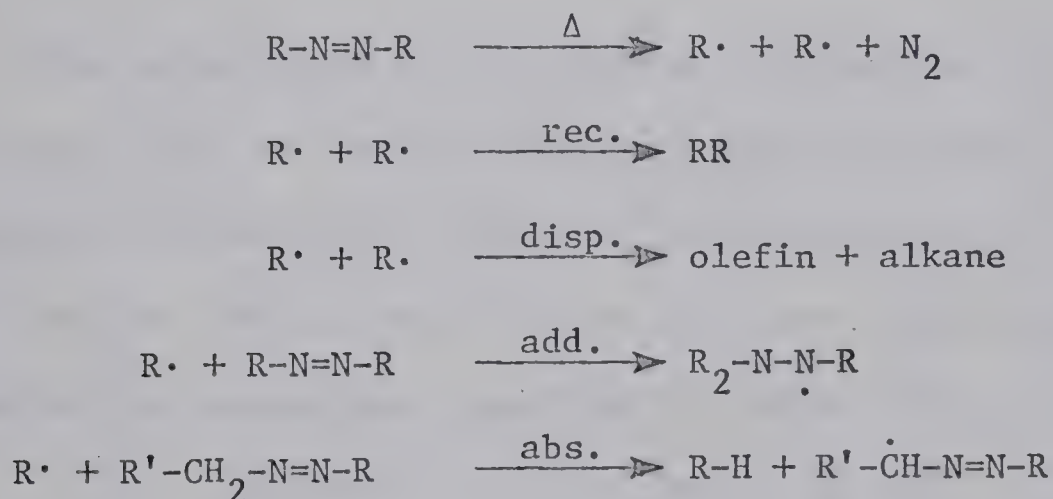 R-N=N-R Δ → R· + R· + N₂
R· + R· rec. → RR
R· + R· disp. → olefin + alkane
R· + R-N=N-R add. → R₂-N-Ṇ-R
R· + R'-CH₂-N=N-R abs. → R-H + R'-ĊH-N=N-R